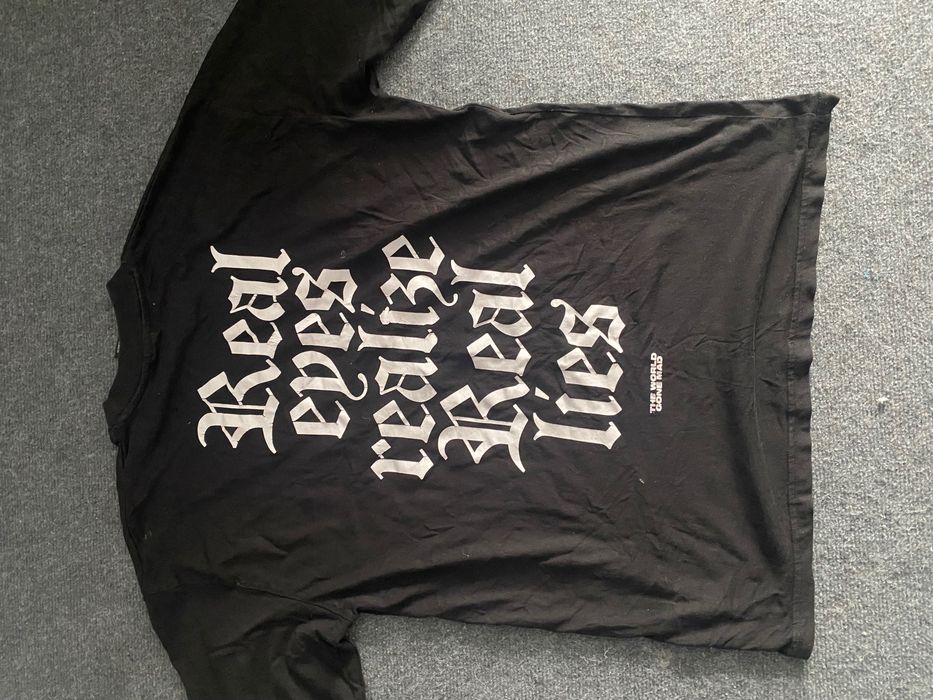 Real
eyes
realize
Real
lies
THE WORLD
GONE MAD